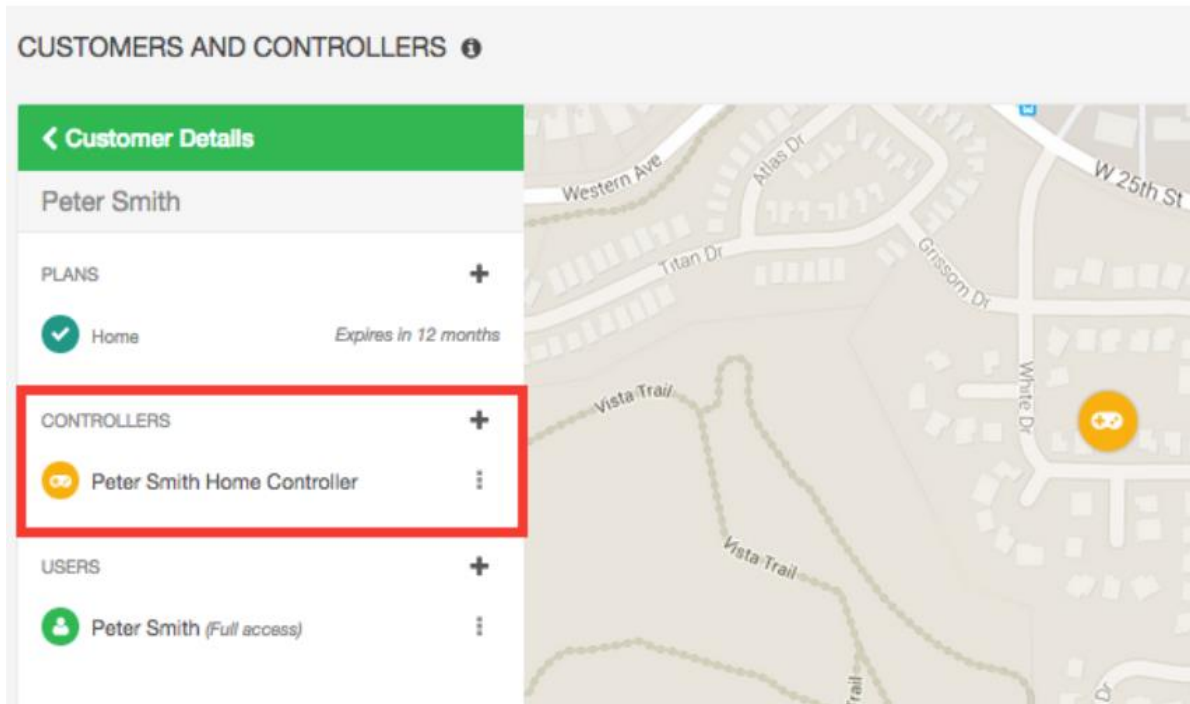 CUSTOMERS AND CONTROLLERS
Customer Details
Peter Smith
PLANS
Home Expires in 12 months
CONTROLLERS
Peter Smith Home Controller
USERS
Peter Smith (Full access)
Western Ave
Atlas Dr
W 25th St
Titan Dr
Grissom Dr
Vista Trail
White Dr
Vista Trail
Trail
Dr